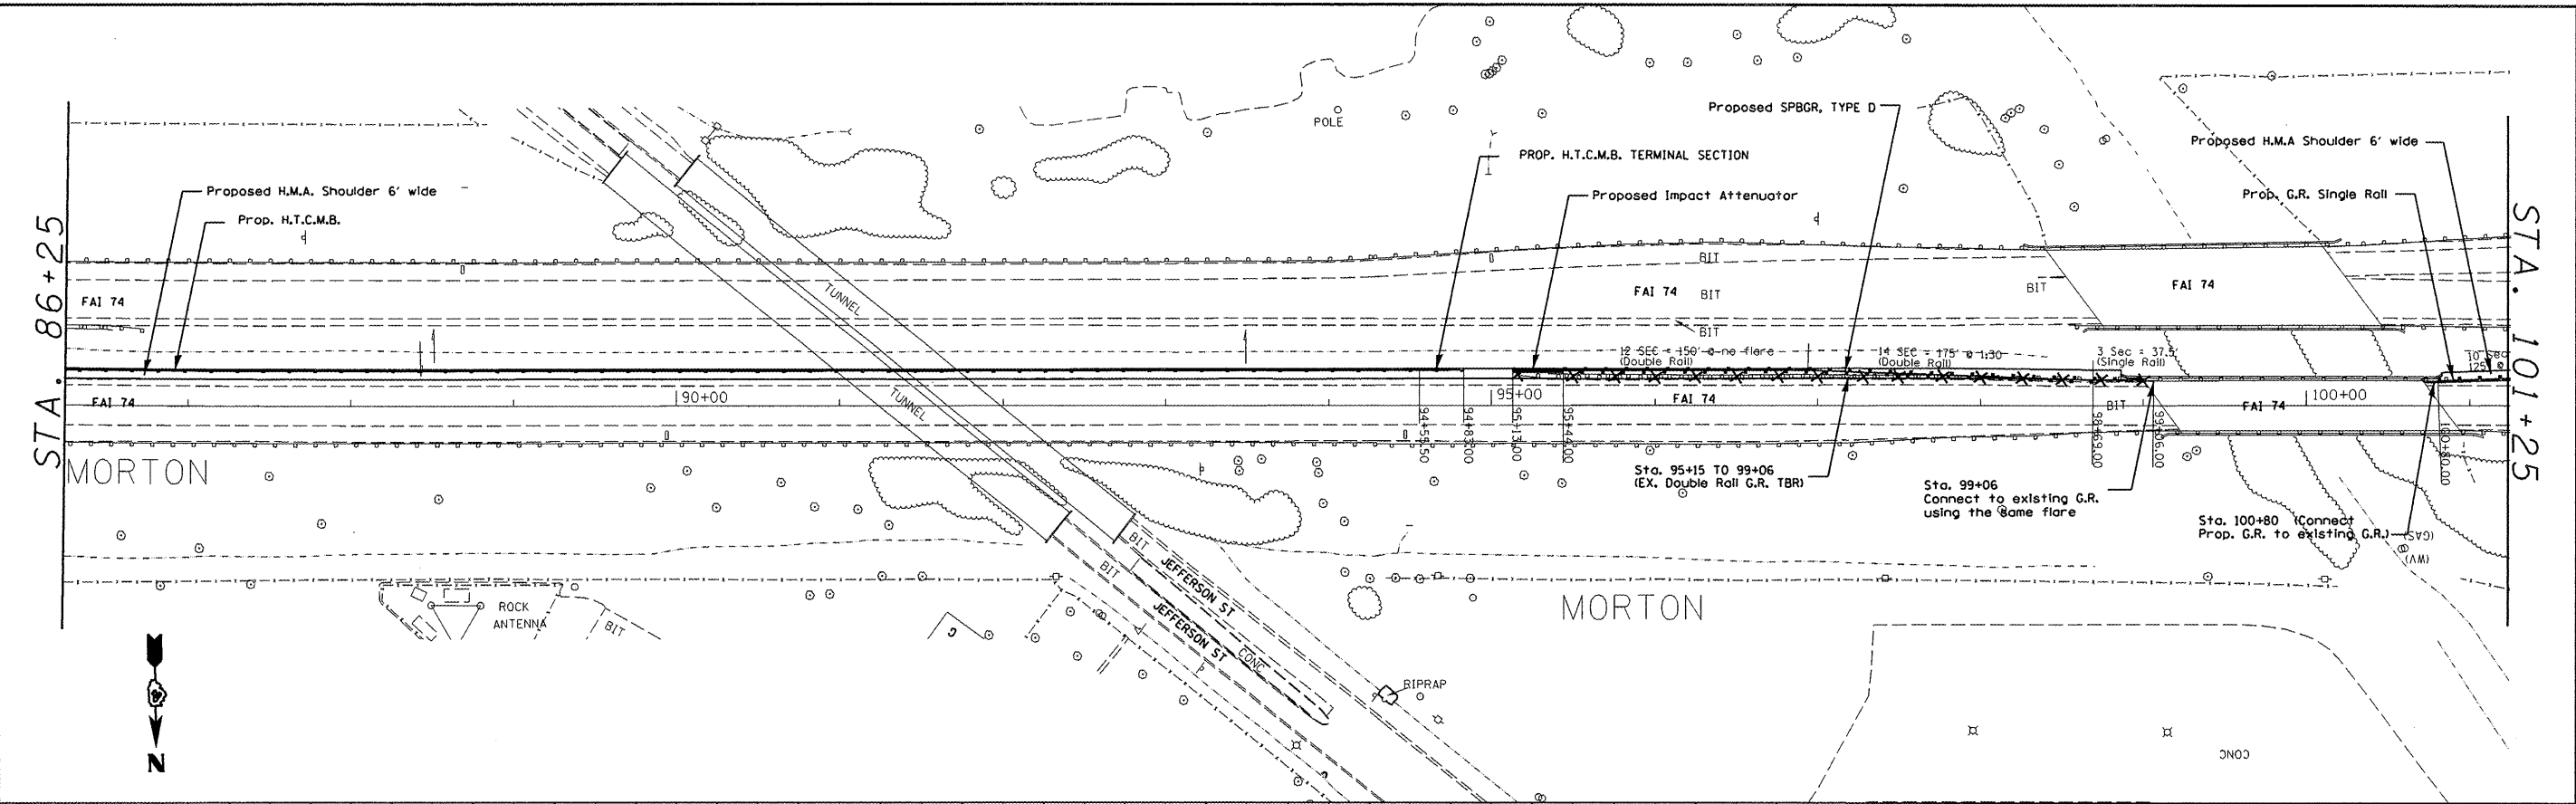 STA. 86+25
Proposed H.M.A. Shoulder 6' wide
Prop. H.T.C.M.B.
FAI 74
FAI 74
MORTON
90+00
TUNNEL
TUNNEL
POLE
PROP. H.T.C.M.B. TERMINAL SECTION
Proposed Impact Attenuator
Proposed SPBGR, TYPE D
Proposed H.M.A Shoulder 6' wide
Prop. G.R. Single Rail
BIT
FAI 74
BIT
BIT
BIT
FAI 74
12 SEC = 150' @ no flare
(Double Rail)
14 SEC = 175' @ 1:30
(Double Rail)
3 Sec = 37.5'
(Single Rail)
10 Sec
125' @
95+00
FAI 74
BIT
FAI 74
100+00
94+55.50
94+83.00
95+13.00
95+44.00
98+69.00
99+06.00
100+80.00
Sta. 95+15 TO 99+06
(EX. Double Rail G.R. TBR)
Sta. 99+06
Connect to existing G.R.
using the same flare
Sta. 100+80 (Connect
Prop. G.R. to existing G.R.)
(GAS)
(WV)
STA. 101+25
BIT
BIT
JEFFERSON ST
JEFFERSON ST
CONC
MORTON
ROCK
ANTENNA
BIT
RIPRAP
CONC
N